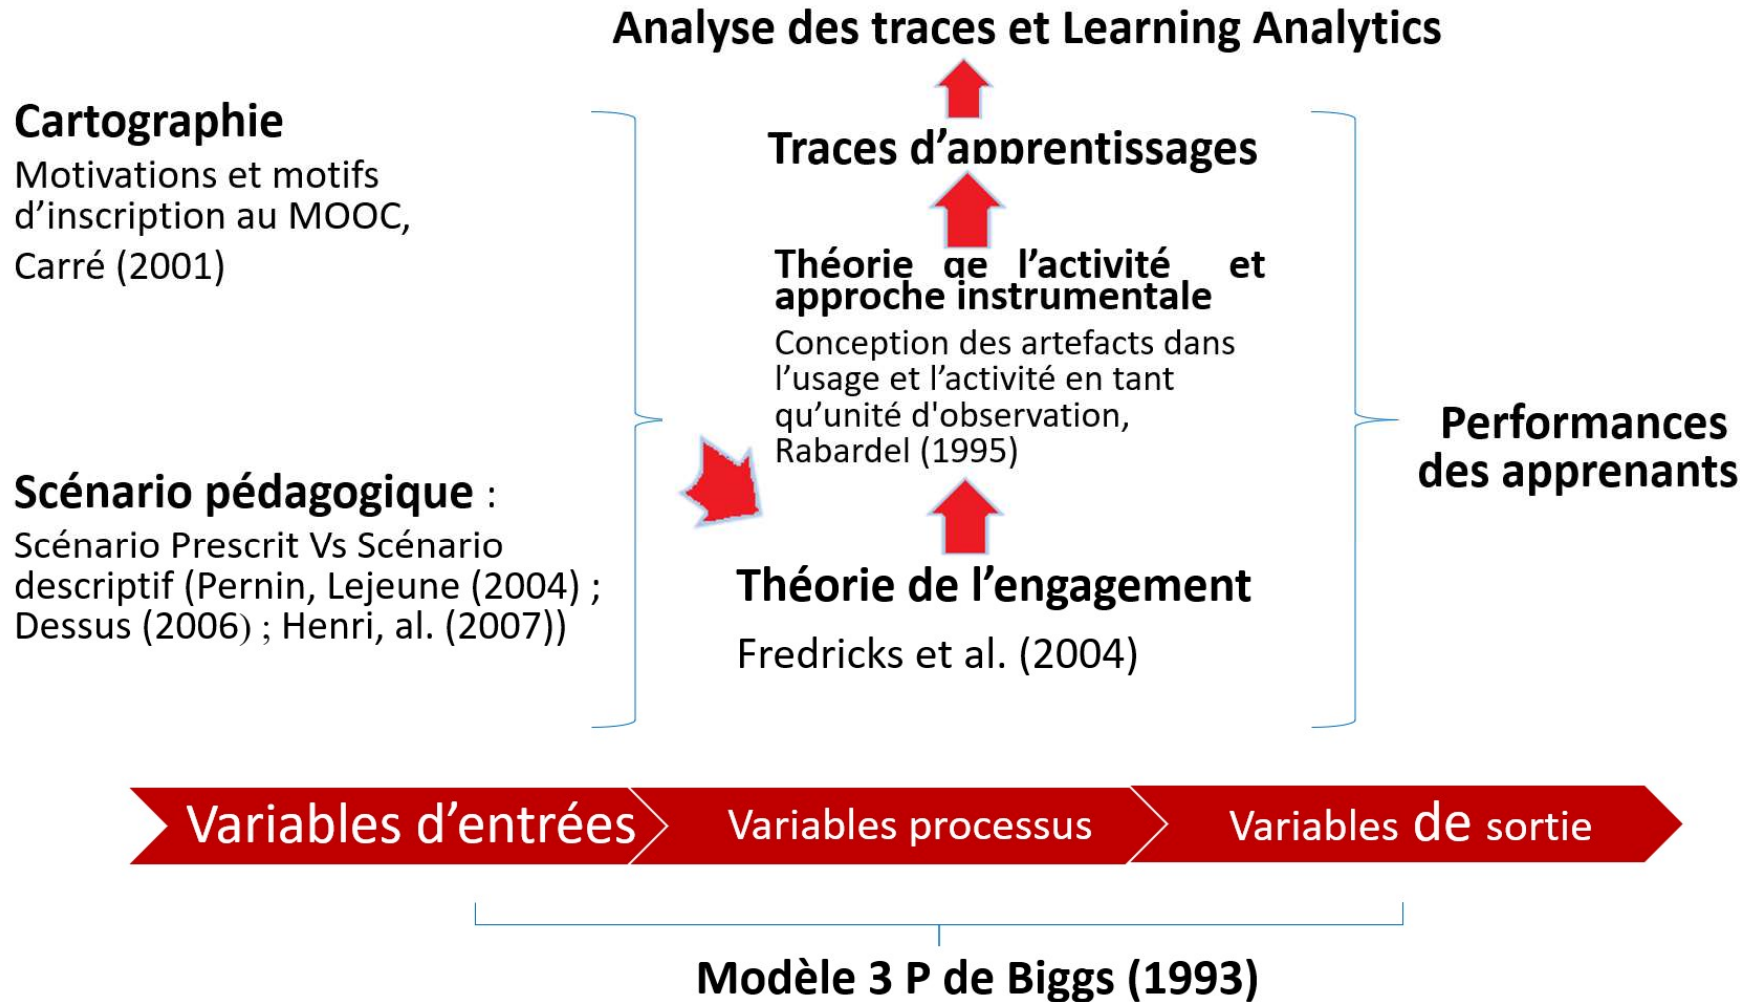 Analyse des traces et Learning Analytics
Cartographie
Motivations et motifs
d’inscription au MOOC,
Carré (2001)
Scénario pédagogique :
Scénario Prescrit Vs Scénario
descriptif (Pernin, Lejeune (2004) ;
Dessus (2006) ; Henri, al. (2007))
Traces d’apprentissages
Théorie de l’activité et
approche instrumentale
Conception des artefacts dans
l’usage et l’activité en tant
qu’unité d'observation,
Rabardel (1995)
Théorie de l’engagement
Fredricks et al. (2004)
Performances
des apprenants
Variables d’entrées
Variables processus
Variables de sortie
Modèle 3 P de Biggs (1993)